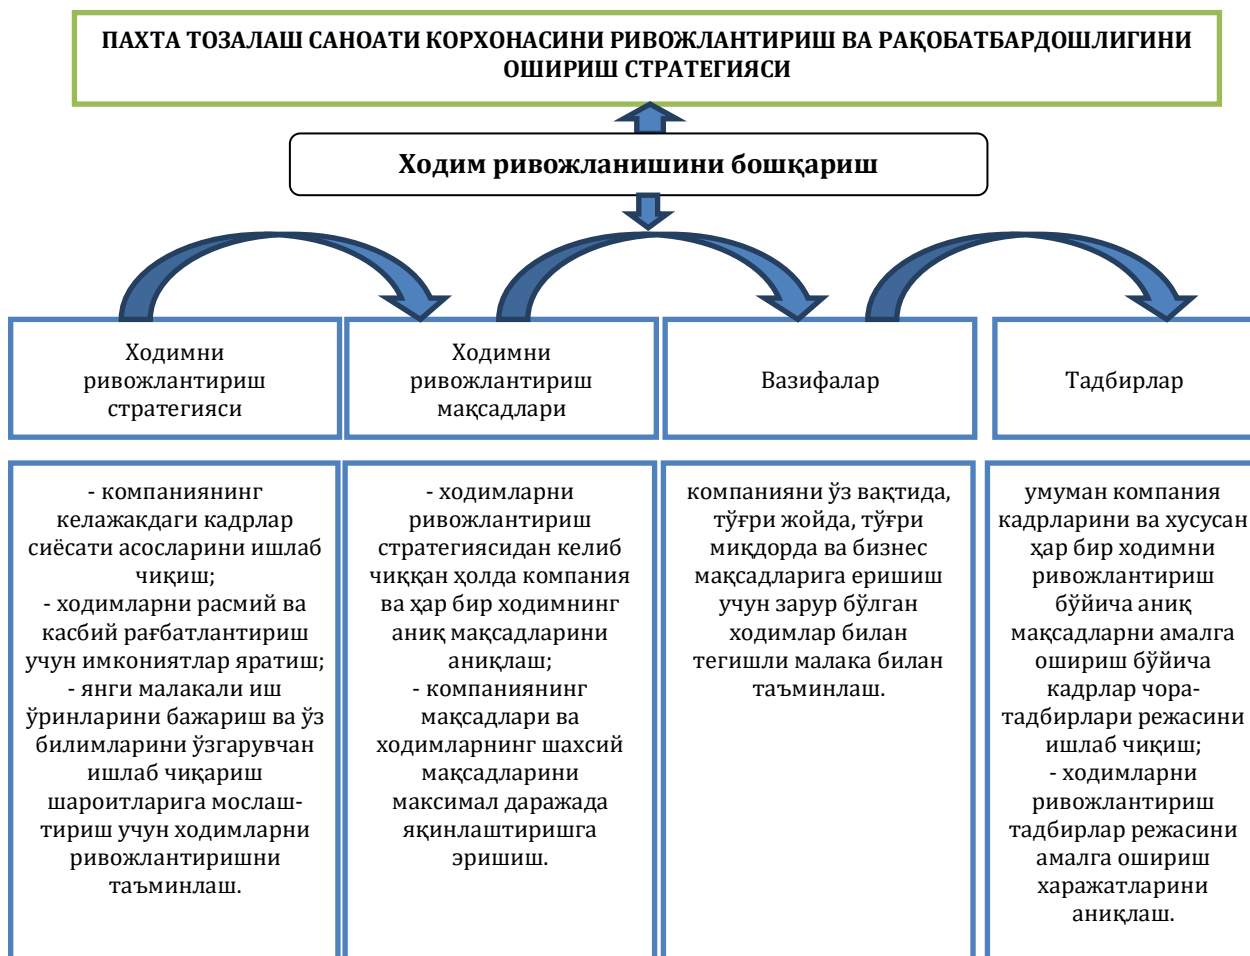 ПАХТА ТОЗАЛАШ САНОАТИ КОРХОНАСИНИ РИВОЖЛАНТИРИШ ВА РАҚОБАТБАРДОШЛИГИНИ
ОШИРИШ СТРАТЕГИЯСИ
Ходим ривожланишини бошқариш
Ходимни
ривожлантириш
стратегияси
Ходимни
ривожлантириш
мақсадлари
Вазифалар
Тадбирлар
- компаниянинг
келажакдаги кадрлар
сиёсати асосларини ишлаб
чиқиш;
- ходимларни расмий ва
касбий рағбатлантириш
учун имкониятлар яратиш;
- янги малакали иш
ўринларини бажариш ва ўз
билимларини ўзгарувчан
ишлаб чиқариш
шароитларига мослаш-
тириш учун ходимларни
ривожлантиришни
таъминлаш.
- ходимларни
ривожлантириш
стратегиясидан келиб
чиққан ҳолда компания
ва ҳар бир ходимнинг
аниқ мақсадларини
аниқлаш;
- компаниянинг
мақсадлари ва
ходимларнинг шахсий
мақсадларини
максимал даражада
яқинлаштиришга
эришиш.
компанияни ўз вақтида,
тўғри жойда, тўғри
миқдорда ва бизнес
мақсадларига еришиш
учун зарур бўлган
ходимлар билан
тегишли малака билан
таъминлаш.
умуман компания
кадрларини ва хусусан
ҳар бир ходимни
ривожлантириш
бўйича аниқ
мақсадларни амалга
ошириш бўйича
кадрлар чора-
тадбирлари режасини
ишлаб чиқиш;
- ходимларни
ривожлантириш
тадбирлар режасини
амалга ошириш
харажатларини
аниқлаш.